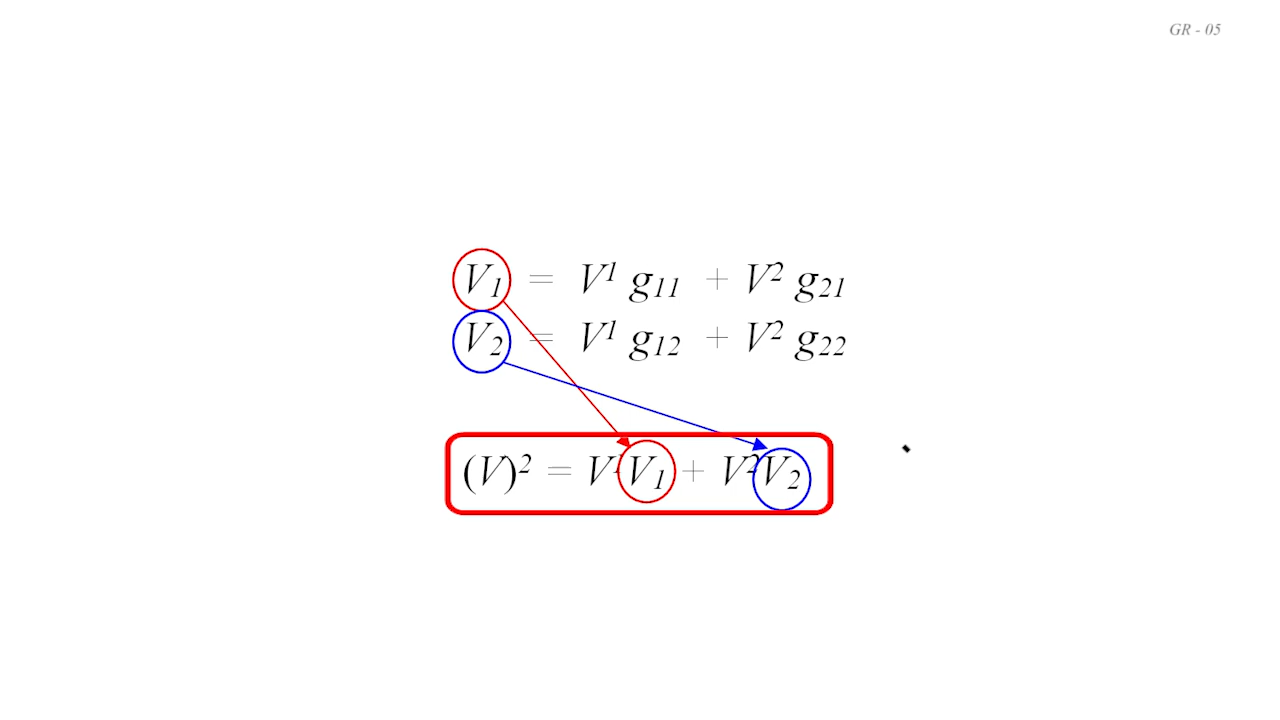 GR - 05
V₁ = V¹ g₁₁ + V² g₂₁
V₂ = V¹ g₁₂ + V² g₂₂
(V)² = V¹V₁ + V²V₂